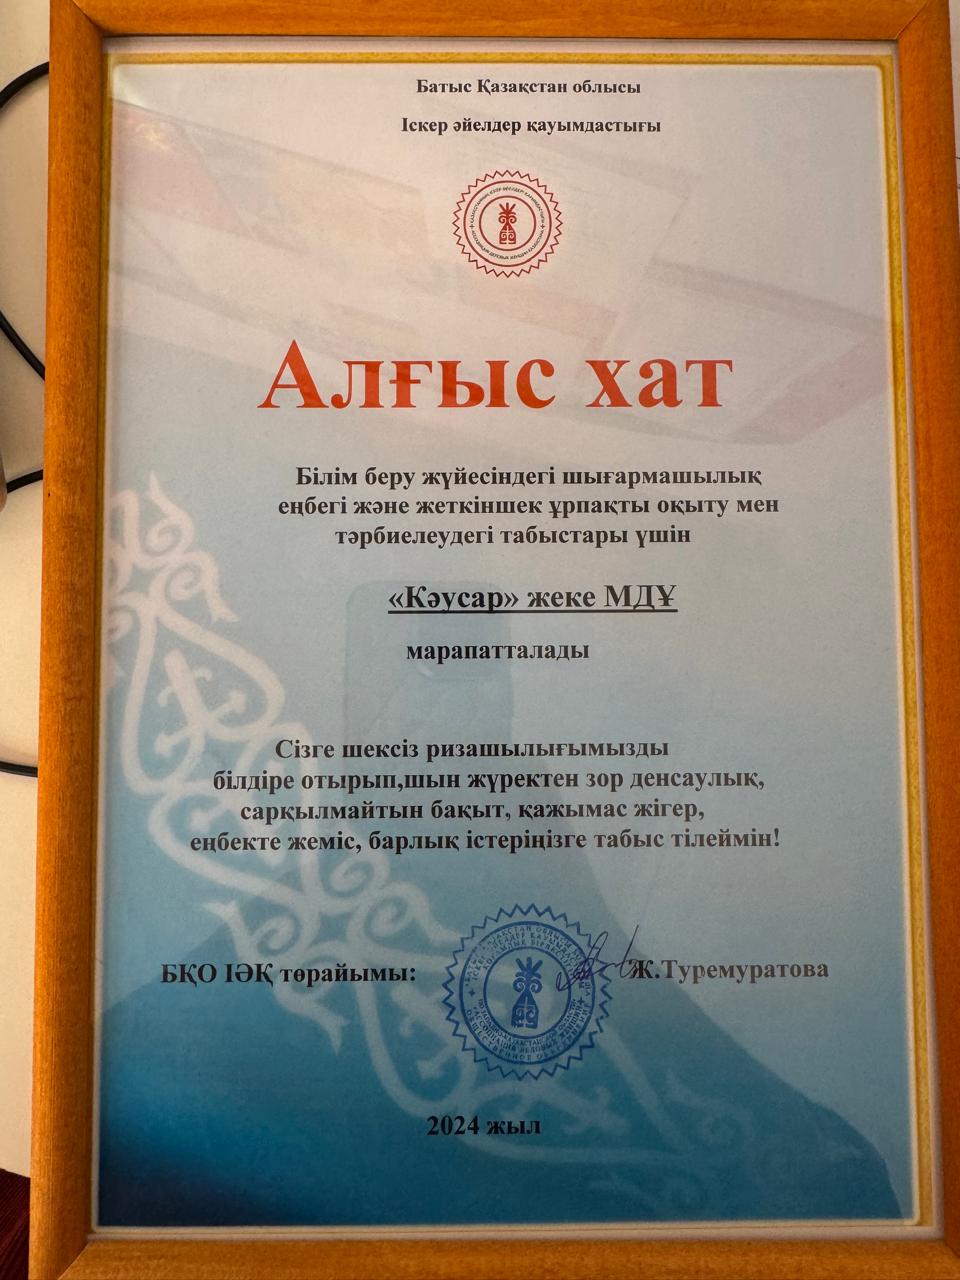 Батыс Қазақстан облысы
Іскер әйелдер қауымдастығы
Алғыс хат
Білім беру жүйесіндегі шығармашылық
еңбегі және жеткіншек ұрпақты оқыту мен
тәрбиелеудегі табыстары үшін
«Кәусар» жеке МДҰ
марапатталады
Сізге шексіз ризашылығымызды
білдіре отырып,шын жүректен зор денсаулық,
сарқылмайтын бақыт, қажымас жігер,
еңбекте жеміс, барлық істеріңізге табыс тілеймін!
БҚО ІӘҚ төрайымы:
Ж.Туремуратова
2024 жыл